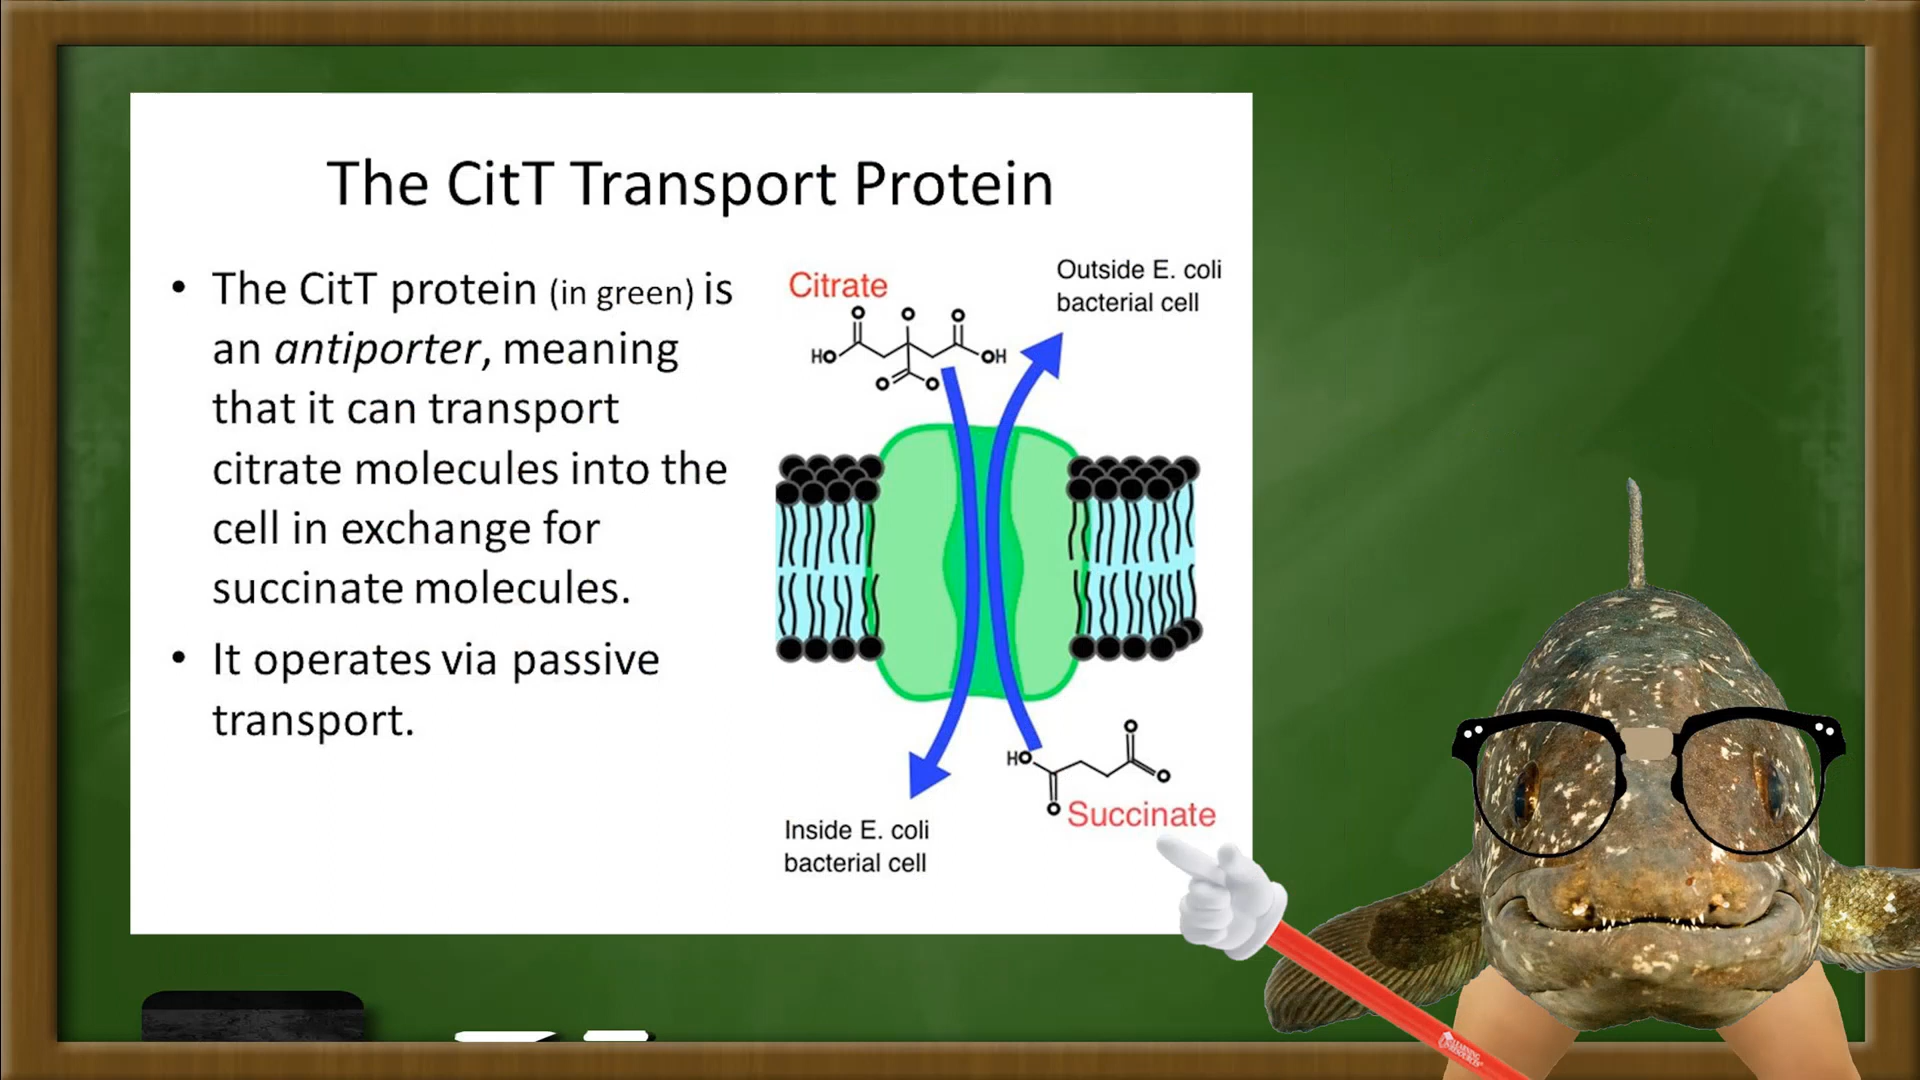 The CitT Transport Protein
• The CitT protein (in green) is
an antiporter, meaning
that it can transport
citrate molecules into the
cell in exchange for
succinate molecules.
• It operates via passive
transport.
Citrate
Outside E. coli
bacterial cell
O
O
O
HO
OH
O
O
HO
O
O
O
Succinate
Inside E. coli
bacterial cell
LEARNING
RESOURCES